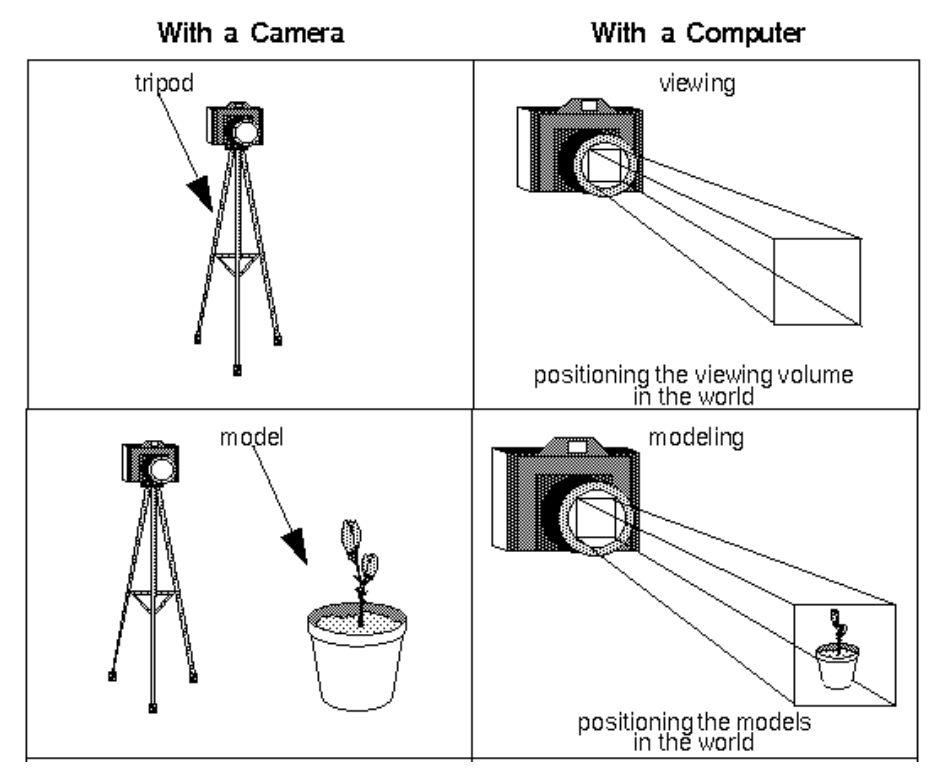 With a Camera
With a Computer
tripod
viewing
positioning the viewing volume
in the world
model
modeling
positioning the models
in the world